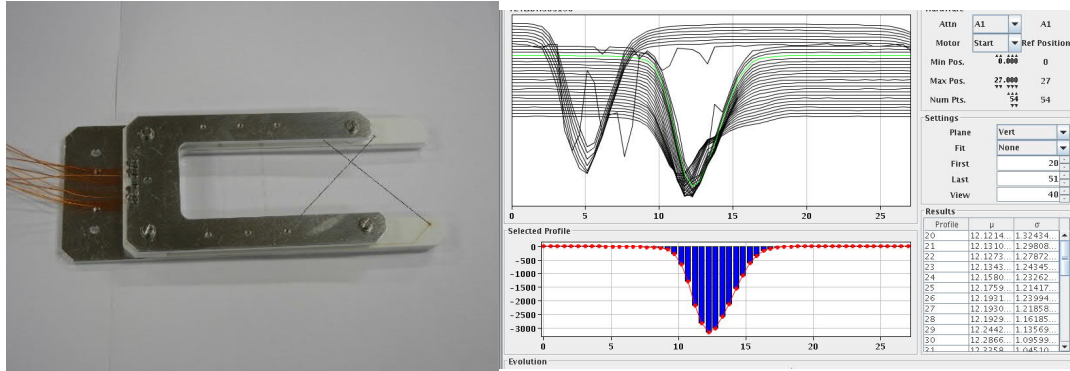 Attn A1 A1
Motor Start Ref Position
Min Pos. 0.000 0
Max Pos. 27.000 27
Num Pts. 54 54
Settings
Plane Vert
Fit None
First 20
Last 51
View 40
0 5 10 15 20 25
Results
Profile μ σ
20 12.1214... 1.32434...
21 12.1310... 1.29808...
22 12.1273... 1.27872...
23 12.1343... 1.24345...
24 12.1580... 1.23262...
25 12.1759... 1.21417...
26 12.1931... 1.23994...
27 12.1930... 1.21858...
28 12.1929... 1.16185...
29 12.2442... 1.13569...
30 12.2866... 1.09599...
Selected Profile
0
-500
-1000
-1500
-2000
-2500
-3000
0 5 10 15 20 25
Evolution